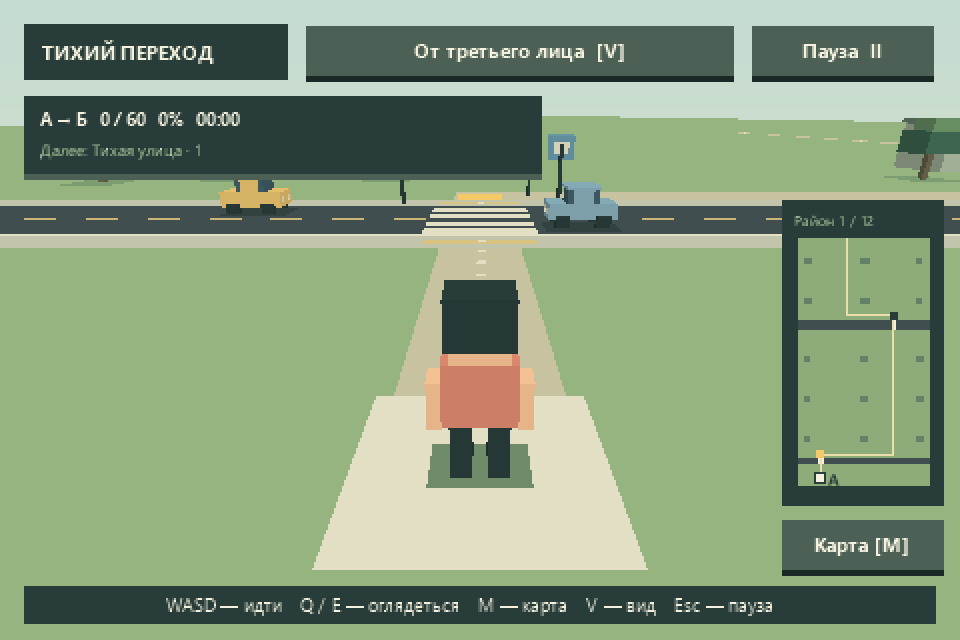 ТИХИЙ ПЕРЕХОД
От третьего лица [V]
Пауза II
А — Б 0 / 60 0% 00:00
Далее: Тихая улица · 1
Район 1 / 12
А
Карта [M]
WASD — идти Q / E — оглядеться M — карта V — вид Esc — пауза